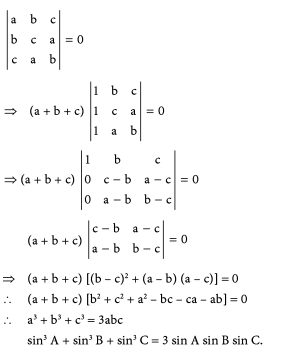 | a b c |
| b c a | = 0
| c a b |
⇒ (a + b + c) | 1 b c |
| 1 c a | = 0
| 1 a b |
⇒ (a + b + c) | 1 b c |
| 0 c − b a − c | = 0
| 0 a − b b − c |
(a + b + c) | c − b a − c |
| a − b b − c | = 0
⇒ (a + b + c) [(b − c)² + (a − b) (a − c)] = 0
∴ (a + b + c) [b² + c² + a² − bc − ca − ab] = 0
∴ a³ + b³ + c³ = 3abc
sin³ A + sin³ B + sin³ C = 3 sin A sin B sin C.